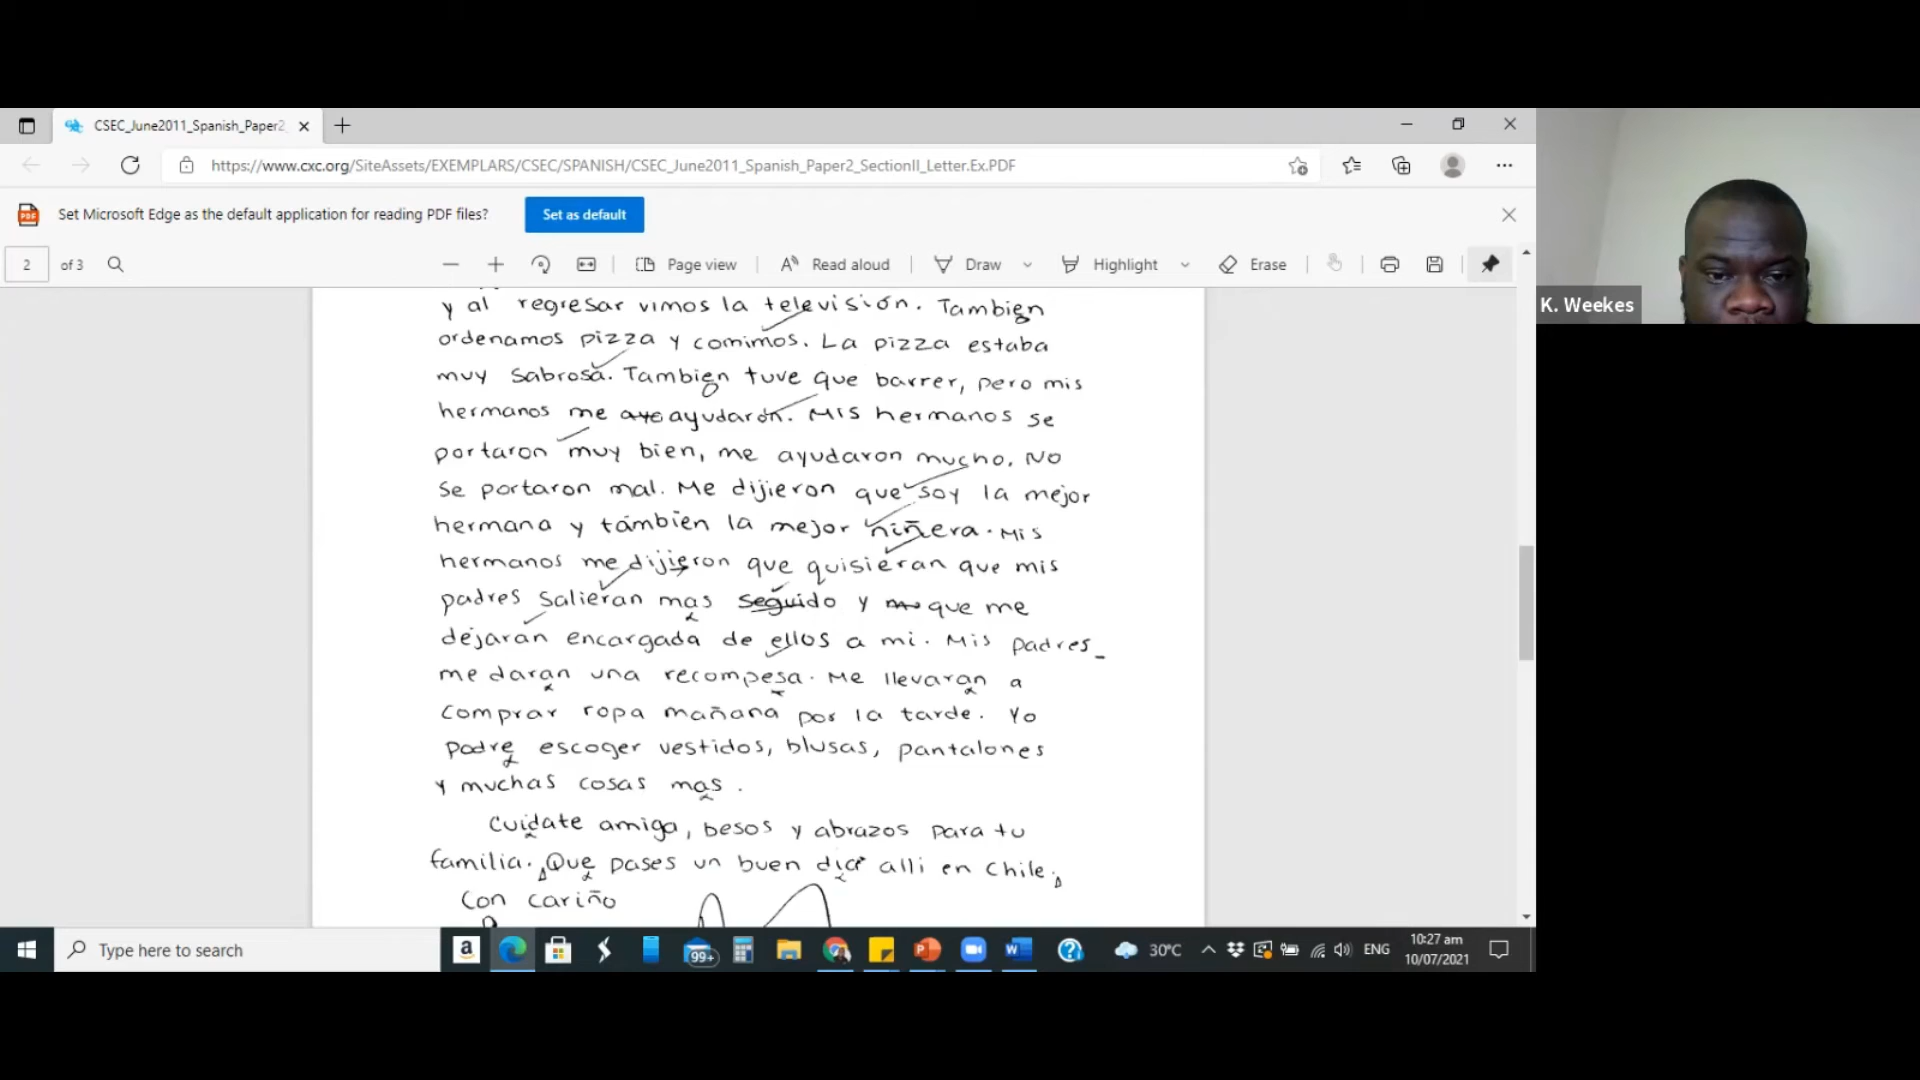 CSEC_June2011_Spanish_Paper2_
https://www.cxc.org/SiteAssets/EXEMPLARS/CSEC/SPANISH/CSEC_June2011_Spanish_Paper2_SectionII_Letter.Ex.PDF
Set Microsoft Edge as the default application for reading PDF files? Set as default
2 of 3 Page view Read aloud Draw Highlight Erase
K. Weekes
y al regresar vimos la televisión. Tambien
ordenamos pizza y comimos. La pizza estaba
muy sabrosa. Tambien tuve que barrer, pero mis
hermanos me ayudarón. Mis hermanos se
portaron muy bien, me ayudaron mucho. No
se portaron mal. Me dijieron que soy la mejor
hermana y támbien la mejor niñera. Mis
hermanos me dijieron que quisieran que mis
padres salieran mas seguido y que me
dejaran encargada de ellos a mi. Mis padres
me daran una recompesa. Me llevaran a
comprar ropa mañana por la tarde. Yo
podre escoger vestidos, blusas, pantalones
y muchas cosas mas.
Cuidate amiga, besos y abrazos para tu
familia. Que pases un buen dia alli en Chile.
Con cariño
Type here to search 99+ 30°C ENG 10:27 am
10/07/2021